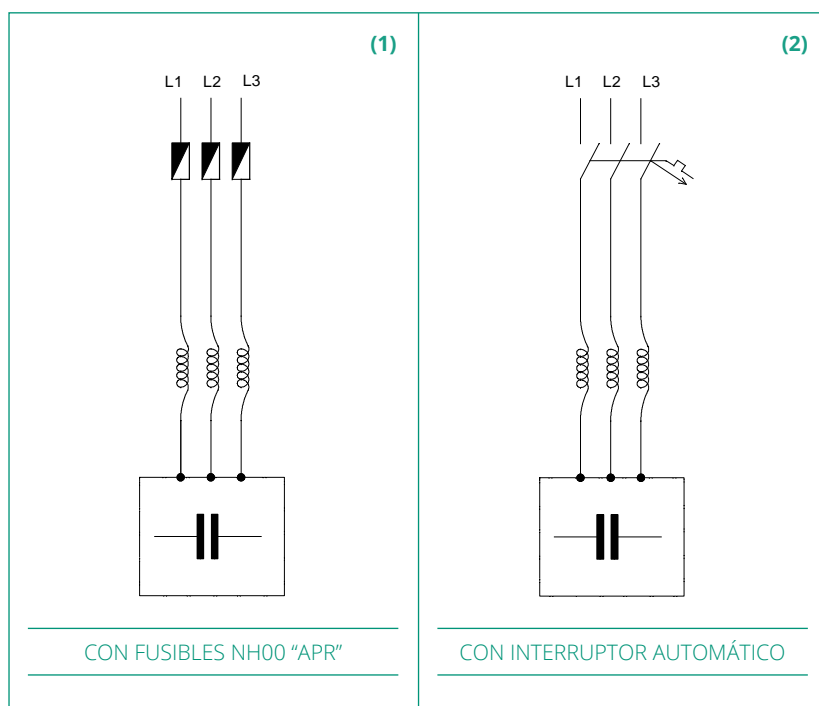 (1)
L1 L2 L3
CON FUSIBLES NH00 “APR”
(2)
L1 L2 L3
CON INTERRUPTOR AUTOMÁTICO